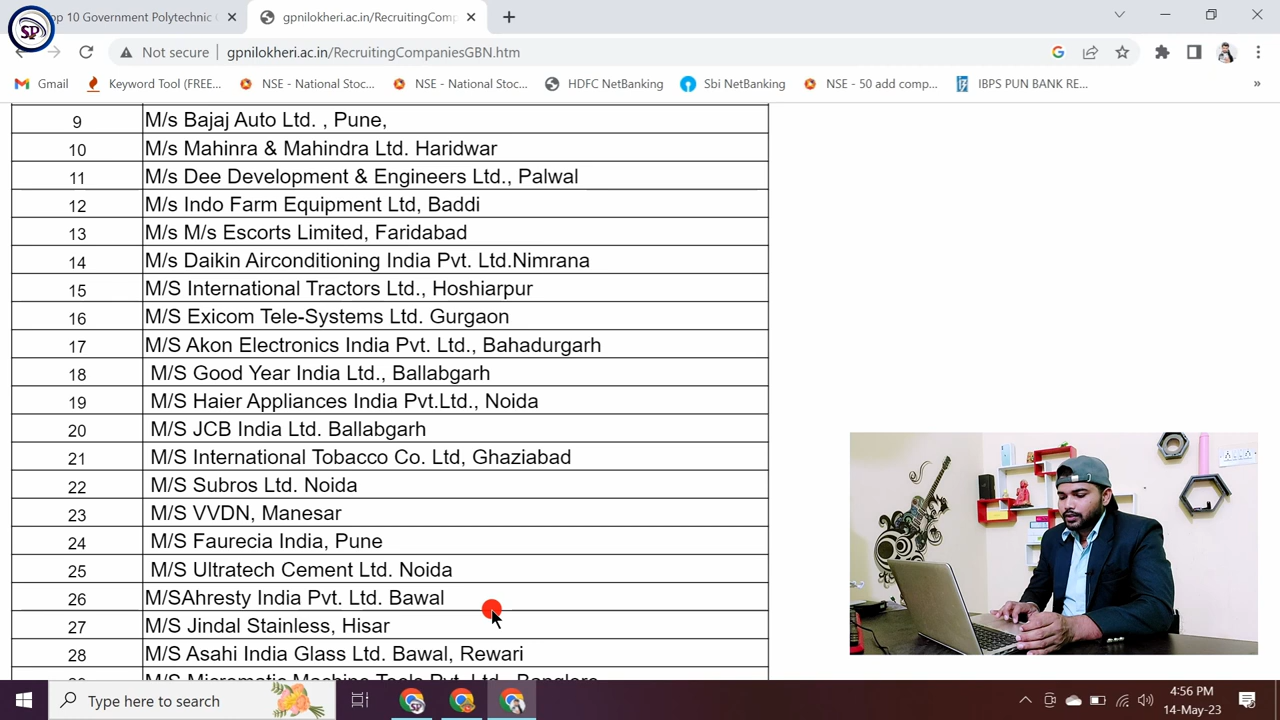 SP
op 10 Government Polytechnic
gpnilokheri.ac.in/RecruitingComp
Not secure
gpnilokheri.ac.in/RecruitingCompaniesGBN.htm
Gmail
Keyword Tool (FREE...
NSE - National Stoc...
NSE - National Stoc...
HDFC NetBanking
Sbi NetBanking
NSE - 50 add comp...
IBPS PUN BANK RE...
9 M/s Bajaj Auto Ltd. , Pune,
10 M/s Mahinra & Mahindra Ltd. Haridwar
11 M/s Dee Development & Engineers Ltd., Palwal
12 M/s Indo Farm Equipment Ltd, Baddi
13 M/s M/s Escorts Limited, Faridabad
14 M/s Daikin Airconditioning India Pvt. Ltd.Nimrana
15 M/S International Tractors Ltd., Hoshiarpur
16 M/S Exicom Tele-Systems Ltd. Gurgaon
17 M/S Akon Electronics India Pvt. Ltd., Bahadurgarh
18 M/S Good Year India Ltd., Ballabgarh
19 M/S Haier Appliances India Pvt.Ltd., Noida
20 M/S JCB India Ltd. Ballabgarh
21 M/S International Tobacco Co. Ltd, Ghaziabad
22 M/S Subros Ltd. Noida
23 M/S VVDN, Manesar
24 M/S Faurecia India, Pune
25 M/S Ultratech Cement Ltd. Noida
26 M/SAhresty India Pvt. Ltd. Bawal
27 M/S Jindal Stainless, Hisar
28 M/S Asahi India Glass Ltd. Bawal, Rewari
M/S Micromatic Machine Tools Pvt. Ltd., Banglore
Type here to search
4:56 PM
14-May-23